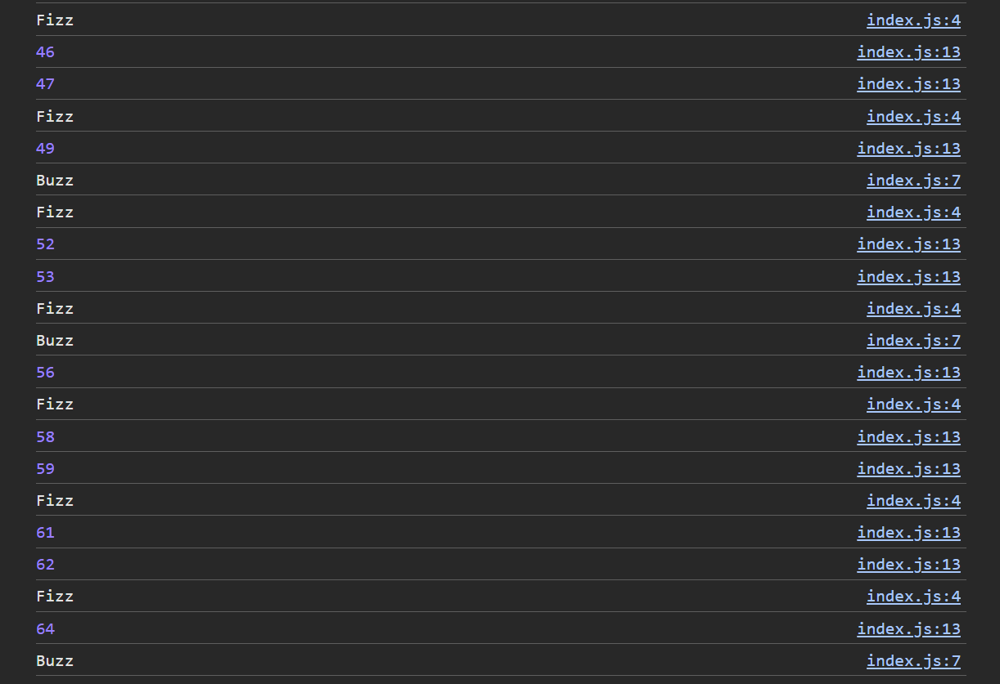 Fizz index.js:4
46 index.js:13
47 index.js:13
Fizz index.js:4
49 index.js:13
Buzz index.js:7
Fizz index.js:4
52 index.js:13
53 index.js:13
Fizz index.js:4
Buzz index.js:7
56 index.js:13
Fizz index.js:4
58 index.js:13
59 index.js:13
Fizz index.js:4
61 index.js:13
62 index.js:13
Fizz index.js:4
64 index.js:13
Buzz index.js:7